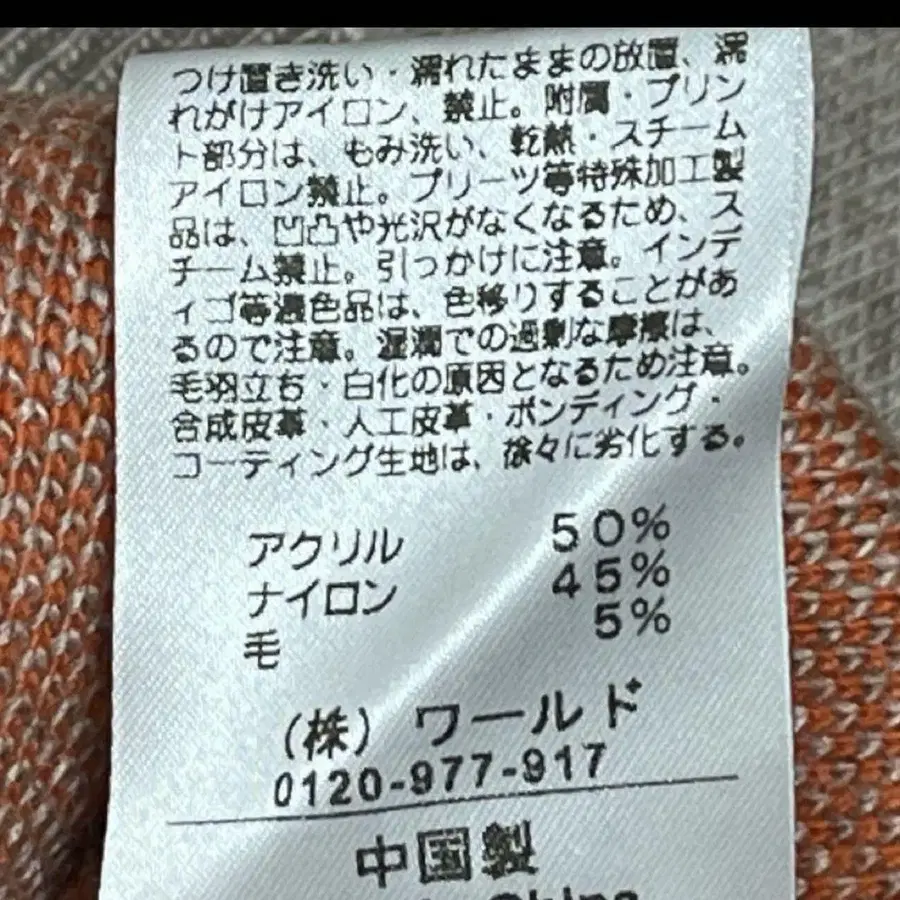 つけ置き洗い・濡れたままの放置、濡
れがけアイロン、禁止。附属・プリン
ト部分は、もみ洗い、乾熱・スチーム
アイロン禁止。プリーツ等特殊加工製
品は、凹凸や光沢がなくなるため、ス
チーム禁止。引っかけに注意。インデ
ィゴ等濃色品は、色移りすることがあ
るので注意。湿潤での過剰な摩擦は、
毛羽立ち・白化の原因となるため注意。
合成皮革・人工皮革・ボンディング・
コーティング生地は、徐々に劣化する。
アクリル 50%
ナイロン 45%
毛 5%
(株) ワールド
0120-977-917
中国製
China